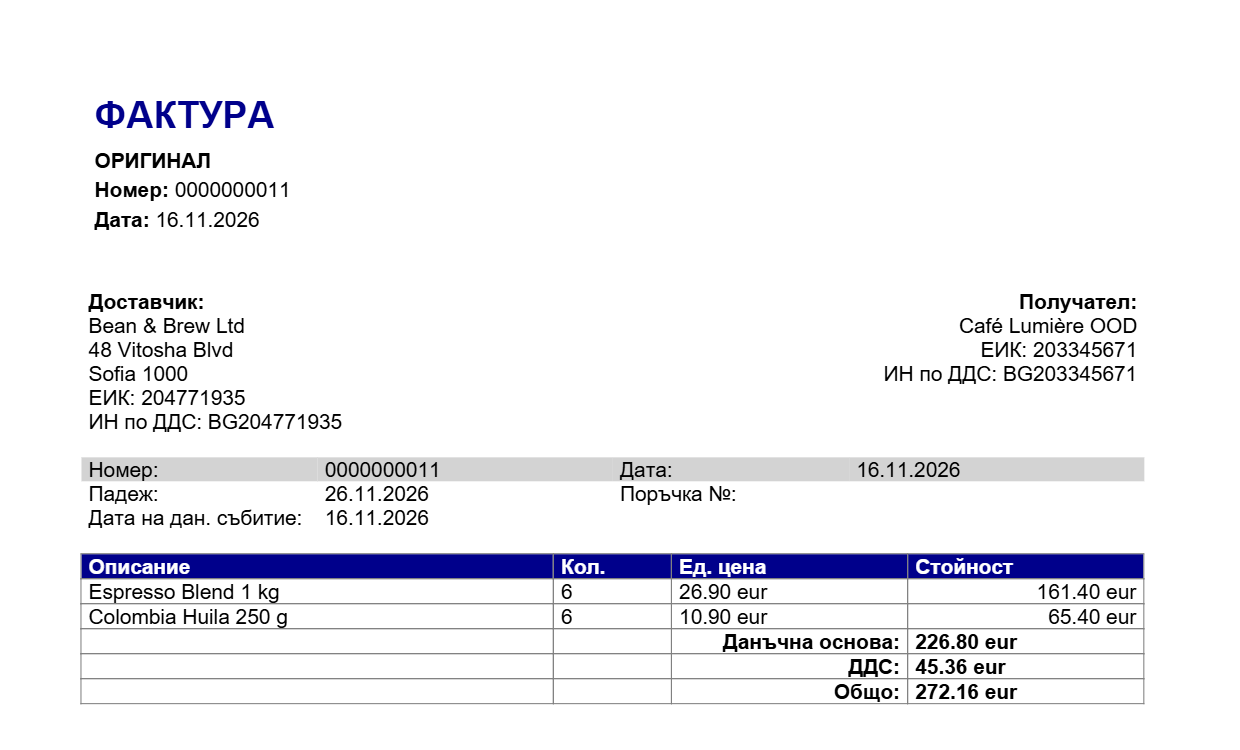 ФАКТУРА
ОРИГИНАЛ
Номер: 0000000011
Дата: 16.11.2026
Доставчик:
Bean & Brew Ltd
48 Vitosha Blvd
Sofia 1000
ЕИК: 204771935
ИН по ДДС: BG204771935
Получател:
Café Lumière OOD
ЕИК: 203345671
ИН по ДДС: BG203345671
Номер: 0000000011 Дата: 16.11.2026
Падеж: 26.11.2026 Поръчка №:
Дата на дан. събитие: 16.11.2026
Описание Кол. Ед. цена Стойност
Espresso Blend 1 kg 6 26.90 eur 161.40 eur
Colombia Huila 250 g 6 10.90 eur 65.40 eur
Данъчна основа: 226.80 eur
ДДС: 45.36 eur
Общо: 272.16 eur